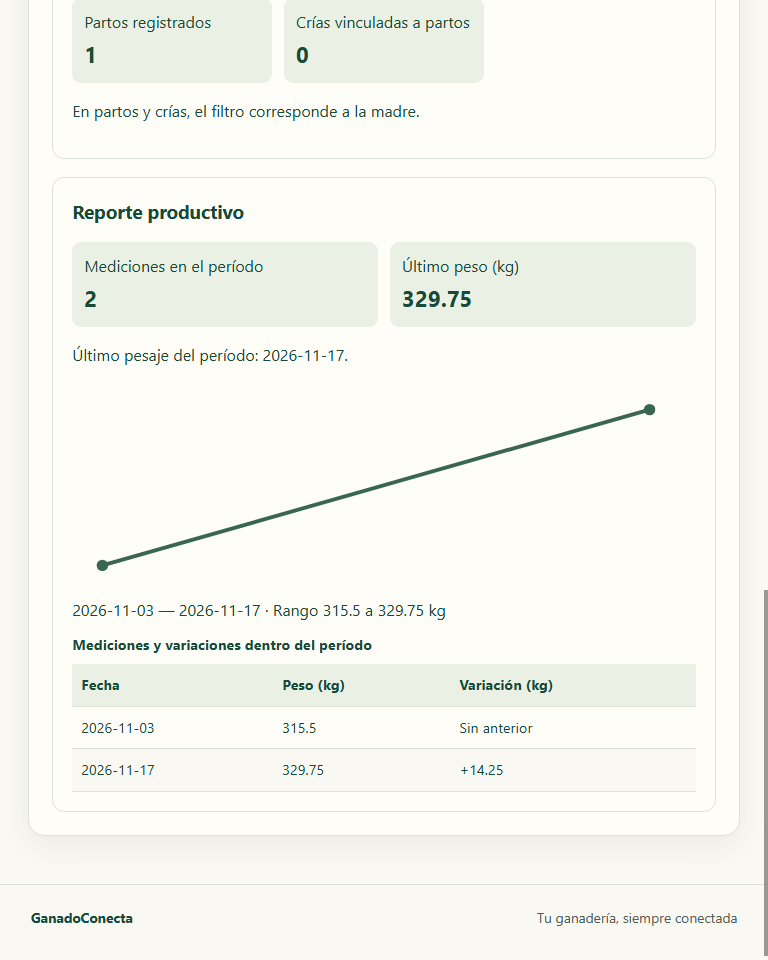 Partos registrados
1
Crías vinculadas a partos
0
En partos y crías, el filtro corresponde a la madre.
Reporte productivo
Mediciones en el período
2
Último peso (kg)
329.75
Último pesaje del período: 2026-11-17.
2026-11-03 — 2026-11-17 · Rango 315.5 a 329.75 kg
Mediciones y variaciones dentro del período
Fecha Peso (kg) Variación (kg)
2026-11-03 315.5 Sin anterior
2026-11-17 329.75 +14.25
GanadoConecta
Tu ganadería, siempre conectada